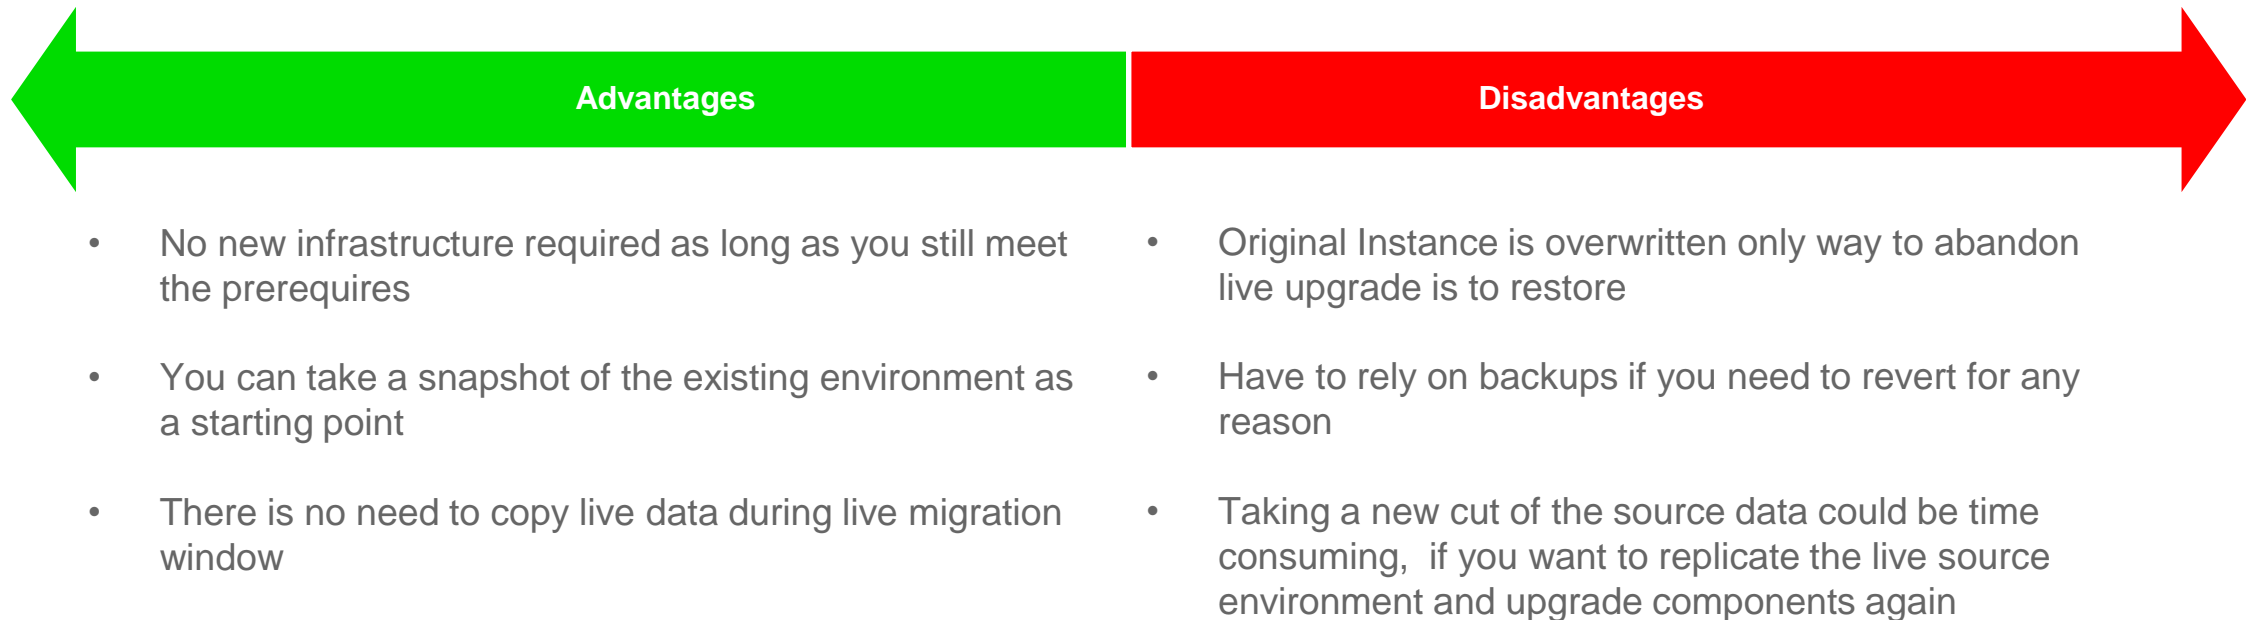 Advantages
Disadvantages
• No new infrastructure required as long as you still meet
the prerequires
• You can take a snapshot of the existing environment as
a starting point
• There is no need to copy live data during live migration
window
• Original Instance is overwritten only way to abandon
live upgrade is to restore
• Have to rely on backups if you need to revert for any
reason
• Taking a new cut of the source data could be time
consuming,  if you want to replicate the live source
environment and upgrade components again